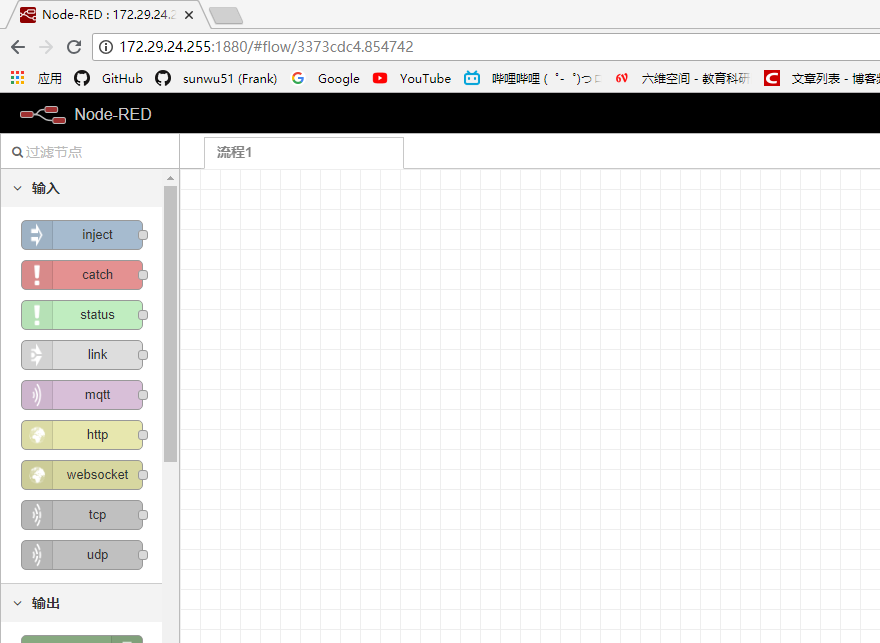 Node-RED : 172.29.24.2
172.29.24.255:1880/#flow/3373cdc4.854742
应用 GitHub sunwu51 (Frank) Google YouTube 哔哩哔哩 ( ゜- ゜)つロ 6V 六维空间 - 教育科研 C 文章列表 - 博客频
Node-RED
过滤节点 流程1
输入
inject
catch
status
link
mqtt
http
websocket
tcp
udp
输出